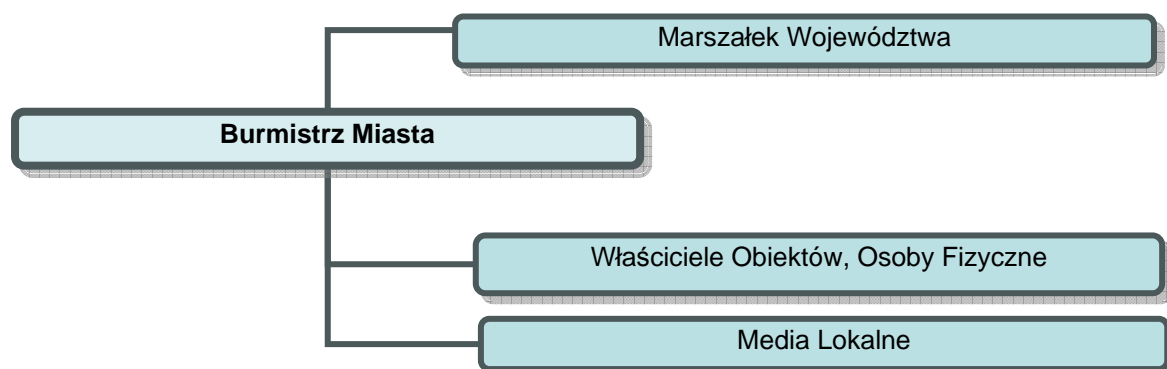 Marszałek Województwa
Burmistrz Miasta
Właściciele Obiektów, Osoby Fizyczne
Media Lokalne